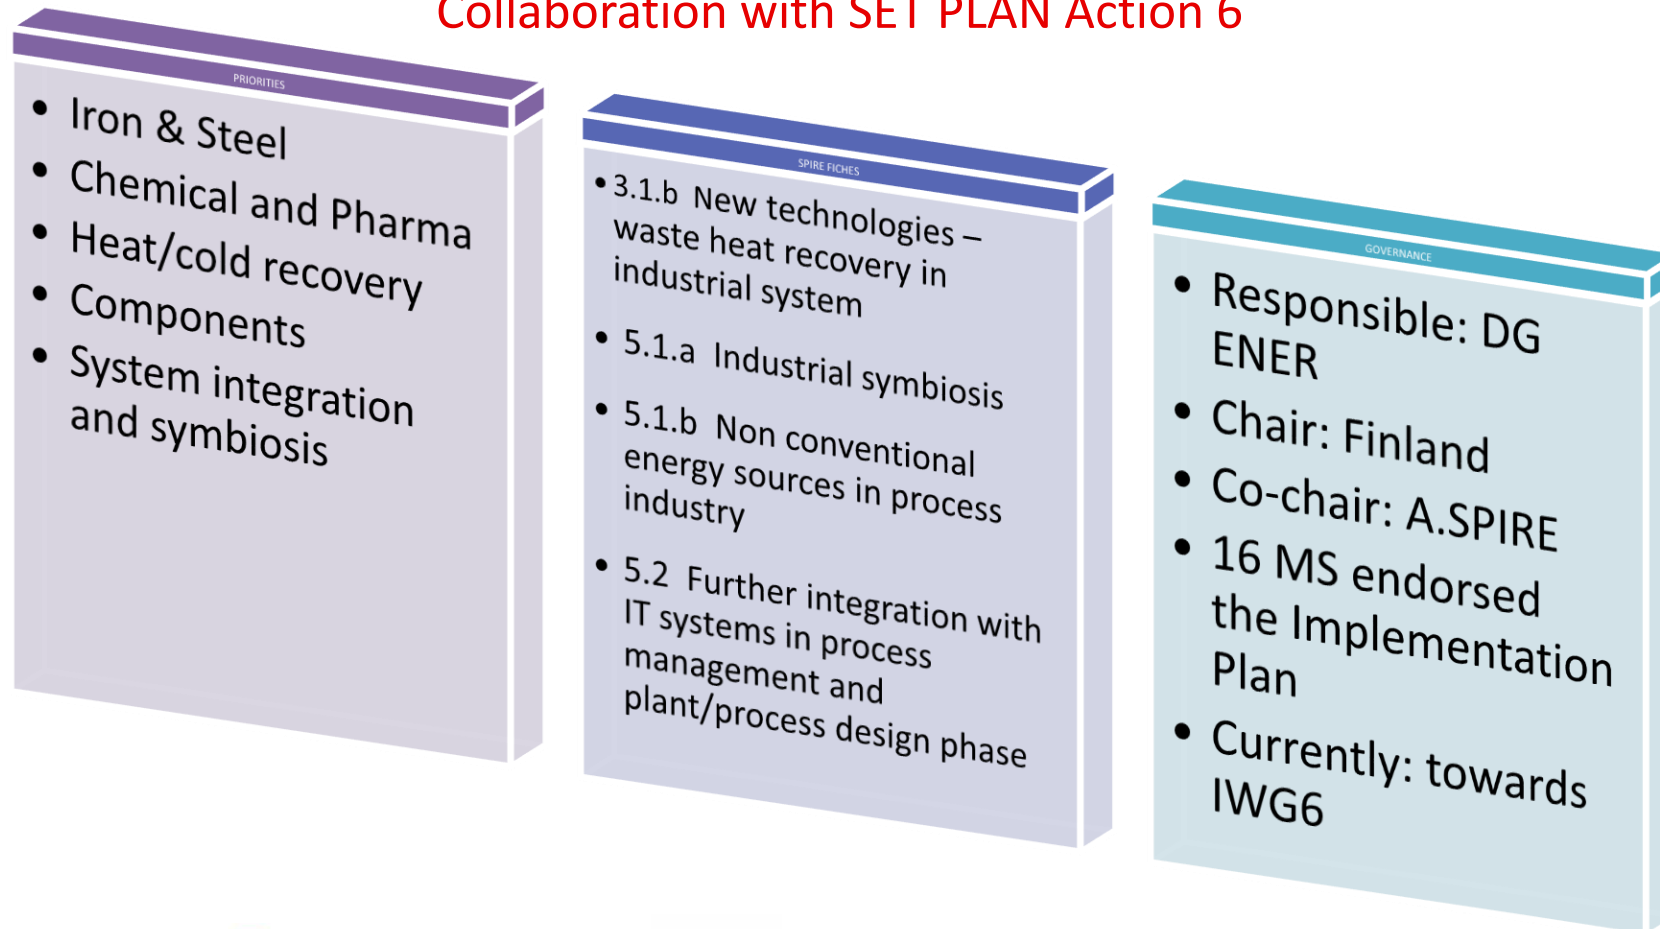 Collaboration with SET PLAN Action 6
PRIORITIES
• Iron & Steel
• Chemical and Pharma
• Heat/cold recovery
• Components
• System integration
and symbiosis
SPIRE FICHES
• 3.1.b New technologies –
waste heat recovery in
industrial system
• 5.1.a Industrial symbiosis
• 5.1.b Non conventional
energy sources in process
industry
• 5.2 Further integration with
IT systems in process
management and
plant/process design phase
GOVERNANCE
• Responsible: DG
ENER
• Chair: Finland
• Co-chair: A.SPIRE
• 16 MS endorsed
the Implementation
Plan
• Currently: towards
IWG6